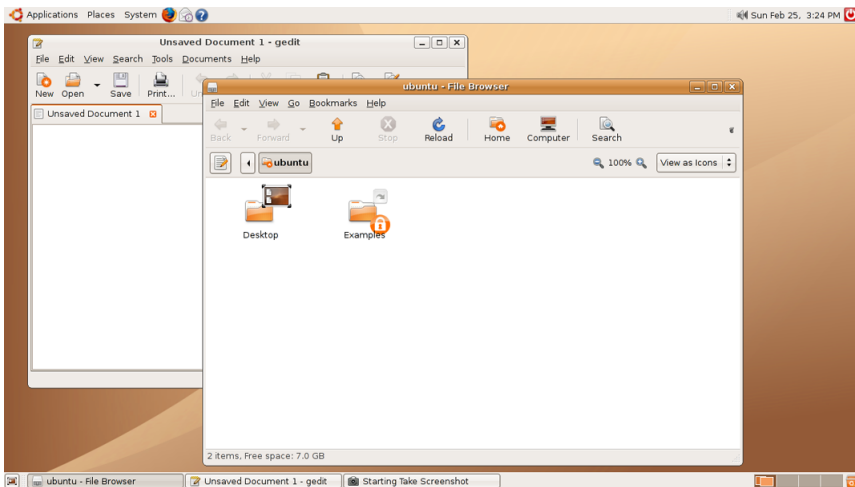 Applications Places System
Sun Feb 25, 3:24 PM
Unsaved Document 1 - gedit
File Edit View Search Tools Documents Help
New Open Save Print...
Unsaved Document 1
ubuntu - File Browser
File Edit View Go Bookmarks Help
Back Forward Up Stop Reload Home Computer Search
ubuntu
100%
View as Icons
Desktop
Examples
2 items, Free space: 7.0 GB
ubuntu - File Browser
Unsaved Document 1 - gedit
Starting Take Screenshot